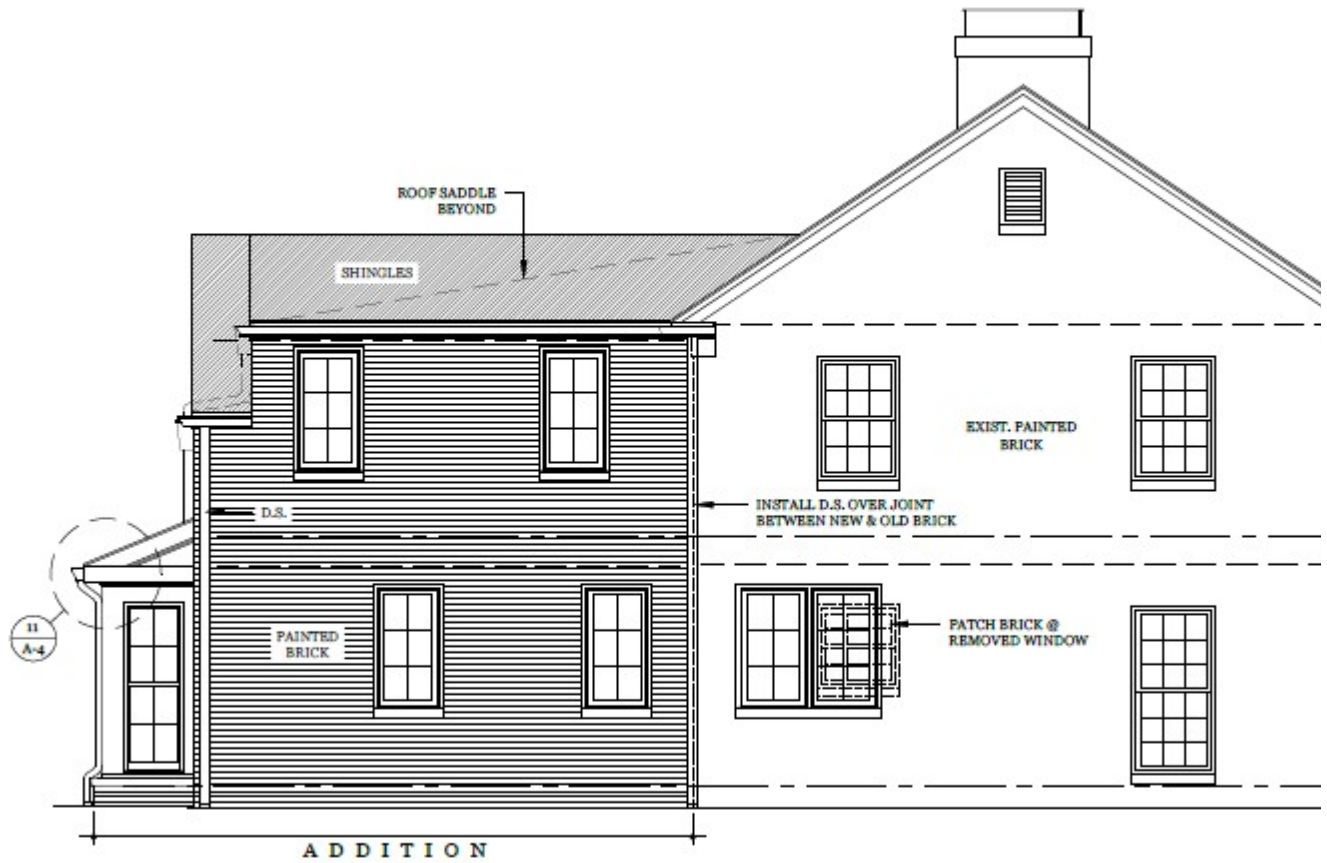 ROOF SADDLE
BEYOND
SHINGLES
EXIST. PAINTED
BRICK
D.S.
INSTALL D.S. OVER JOINT
BETWEEN NEW & OLD BRICK
11
A-4
PAINTED
BRICK
PATCH BRICK @
REMOVED WINDOW
ADDITION